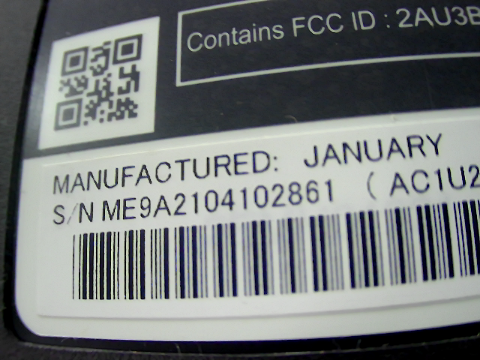 Contains FCC ID : 2AU3B
MANUFACTURED: JANUARY
S/N ME9A2104102861 ( AC1U2